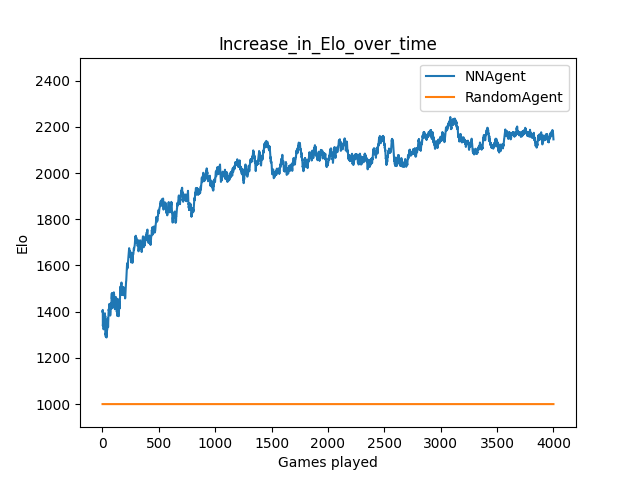 Increase_in_Elo_over_time
NNAgent
RandomAgent
2400
2200
2000
1800
1600
1400
1200
1000
Elo
0 500 1000 1500 2000 2500 3000 3500 4000
Games played